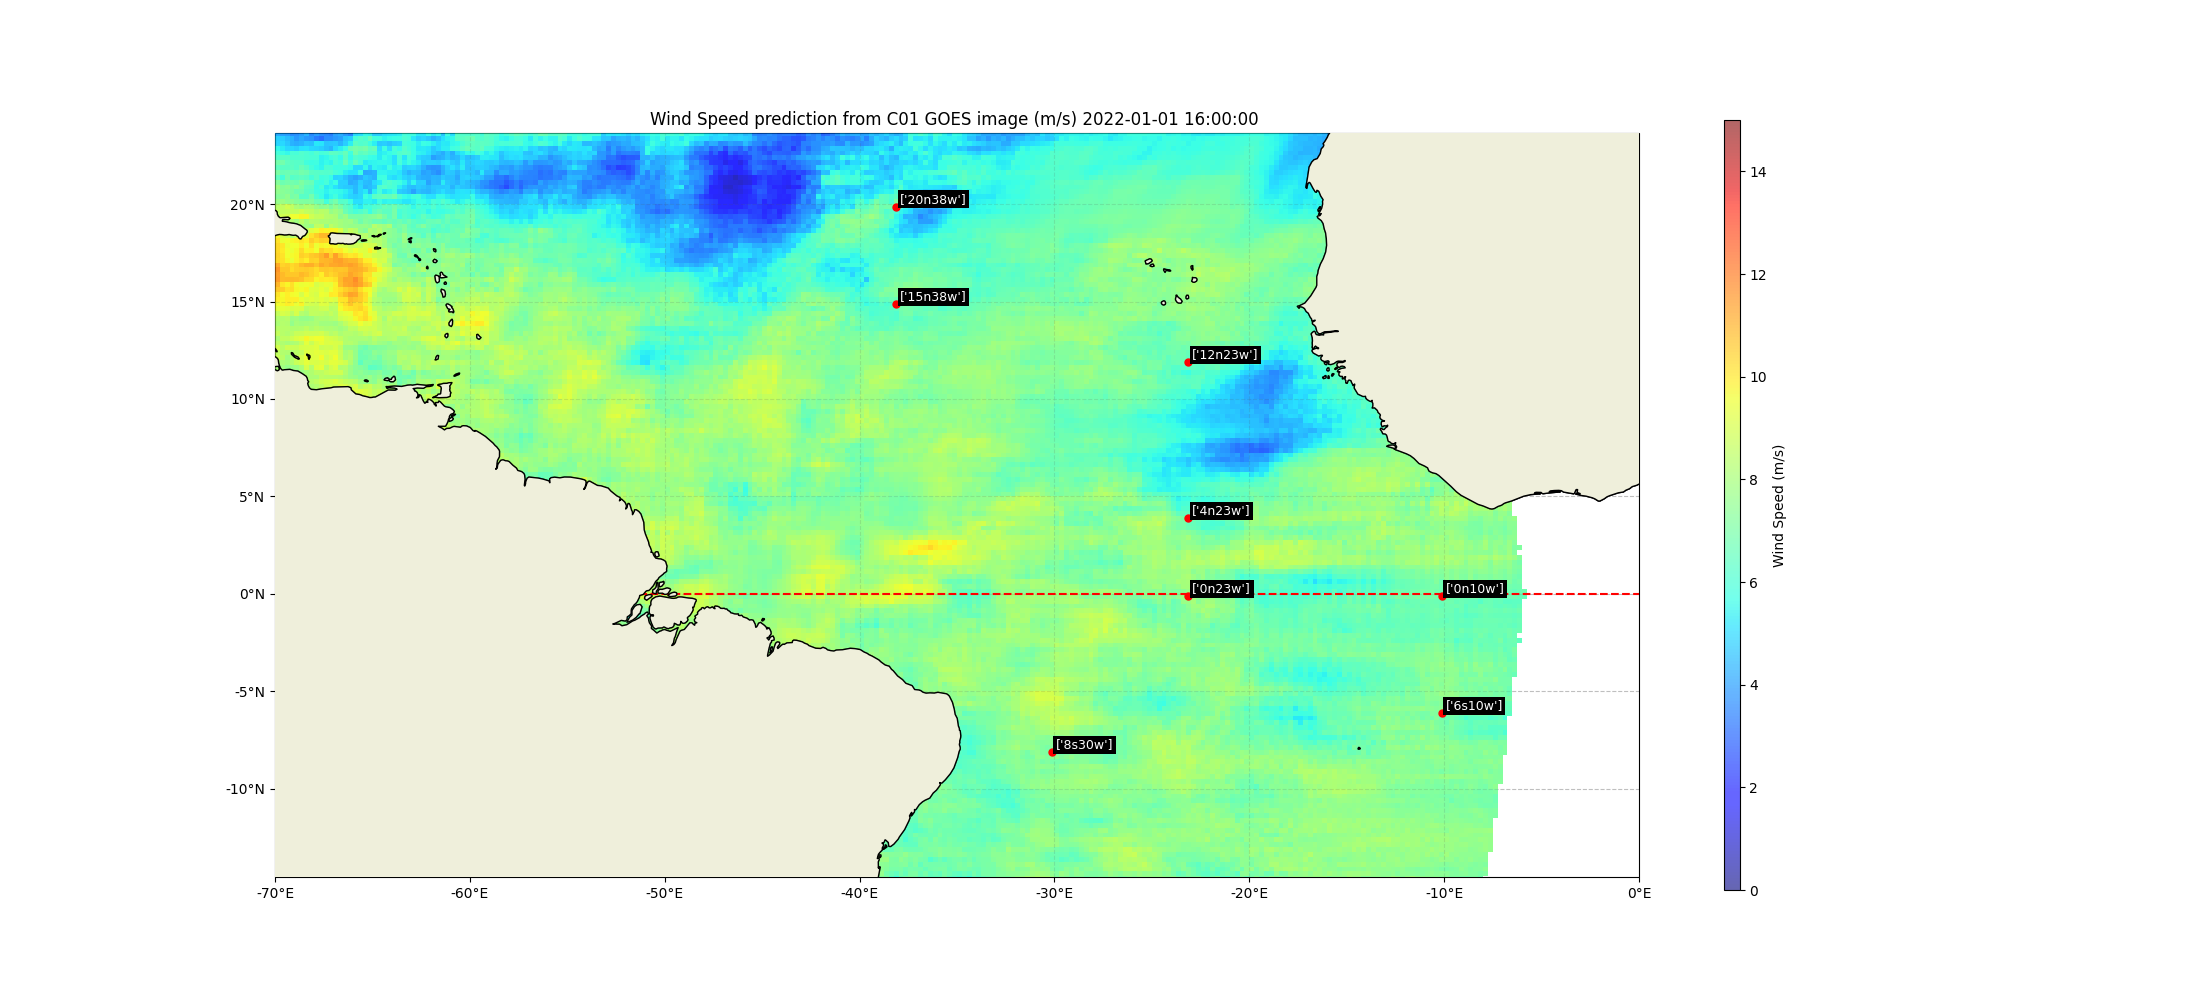 Wind Speed prediction from C01 GOES image (m/s) 2022-01-01 16:00:00
20°N
15°N
10°N
5°N
0°N
-5°N
-10°N
-70°E
-60°E
-50°E
-40°E
-30°E
-20°E
-10°E
0°E
['20n38w']
['15n38w']
['12n23w']
['4n23w']
['0n23w']
['0n10w']
['6s10w']
['8s30w']
14
12
10
8
6
4
2
0
Wind Speed (m/s)